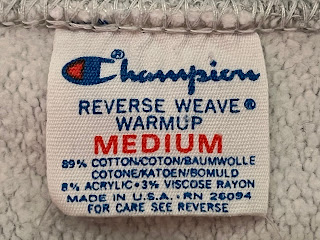 Champion®
REVERSE WEAVE®
WARMUP
MEDIUM
89% COTTON/COTON/BAUMWOLLE
COTONE/KATOEN/BOMULD
8% ACRYLIC • 3% VISCOSE RAYON
MADE IN U.S.A. • RN 26094
FOR CARE SEE REVERSE